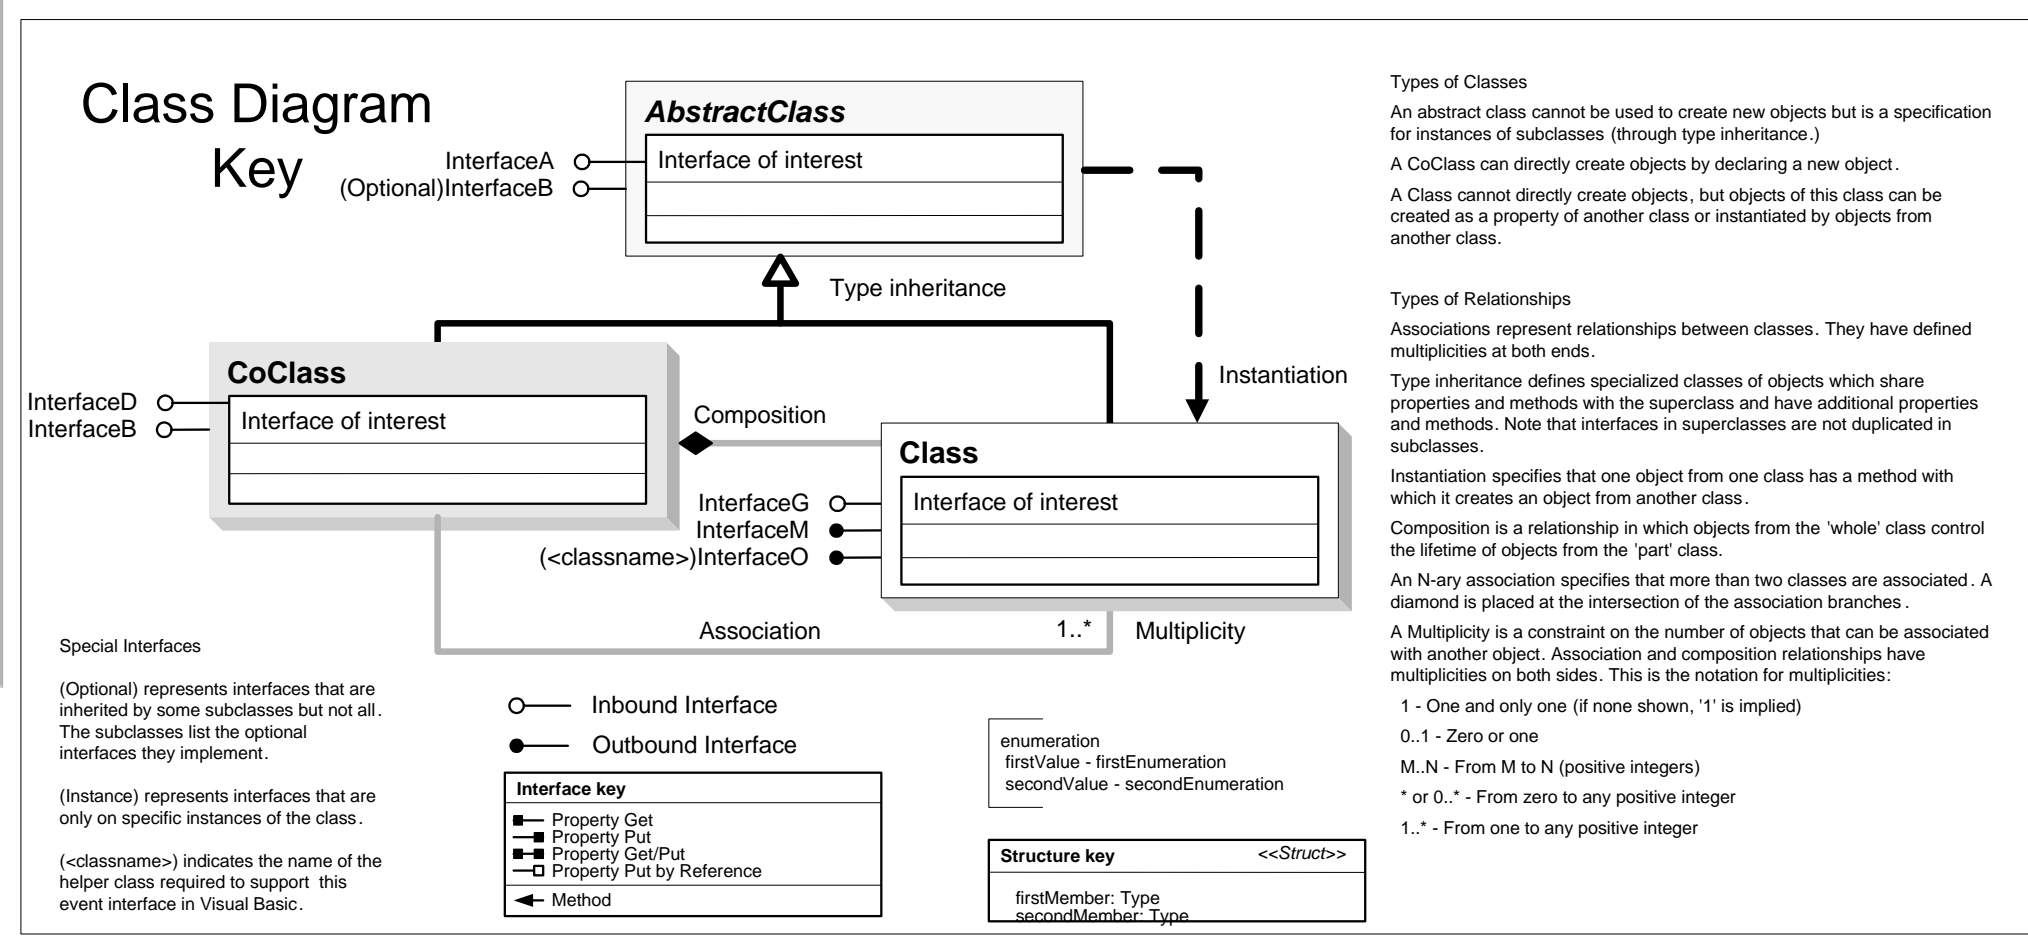 Class Diagram
Key
AbstractClass
Interface of interest
InterfaceA
(Optional)InterfaceB
Type inheritance
CoClass
Interface of interest
InterfaceD
InterfaceB
Composition
Instantiation
Class
Interface of interest
InterfaceG
InterfaceM
(<classname>)InterfaceO
Association
1..*
Multiplicity
Special Interfaces
(Optional) represents interfaces that are
inherited by some subclasses but not all.
The subclasses list the optional
interfaces they implement.
(Instance) represents interfaces that are
only on specific instances of the class.
(<classname>) indicates the name of the
helper class required to support this
event interface in Visual Basic.
Inbound Interface
Outbound Interface
Interface key
Property Get
Property Put
Property Get/Put
Property Put by Reference
Method
enumeration
firstValue - firstEnumeration
secondValue - secondEnumeration
Structure key <<Struct>>
firstMember: Type
secondMember: Type
Types of Classes
An abstract class cannot be used to create new objects but is a specification
for instances of subclasses (through type inheritance.)
A CoClass can directly create objects by declaring a new object.
A Class cannot directly create objects, but objects of this class can be
created as a property of another class or instantiated by objects from
another class.
Types of Relationships
Associations represent relationships between classes. They have defined
multiplicities at both ends.
Type inheritance defines specialized classes of objects which share
properties and methods with the superclass and have additional properties
and methods. Note that interfaces in superclasses are not duplicated in
subclasses.
Instantiation specifies that one object from one class has a method with
which it creates an object from another class.
Composition is a relationship in which objects from the 'whole' class control
the lifetime of objects from the 'part' class.
An N-ary association specifies that more than two classes are associated. A
diamond is placed at the intersection of the association branches.
A Multiplicity is a constraint on the number of objects that can be associated
with another object. Association and composition relationships have
multiplicities on both sides. This is the notation for multiplicities:
1 - One and only one (if none shown, '1' is implied)
0..1 - Zero or one
M..N - From M to N (positive integers)
* or 0..* - From zero to any positive integer
1..* - From one to any positive integer